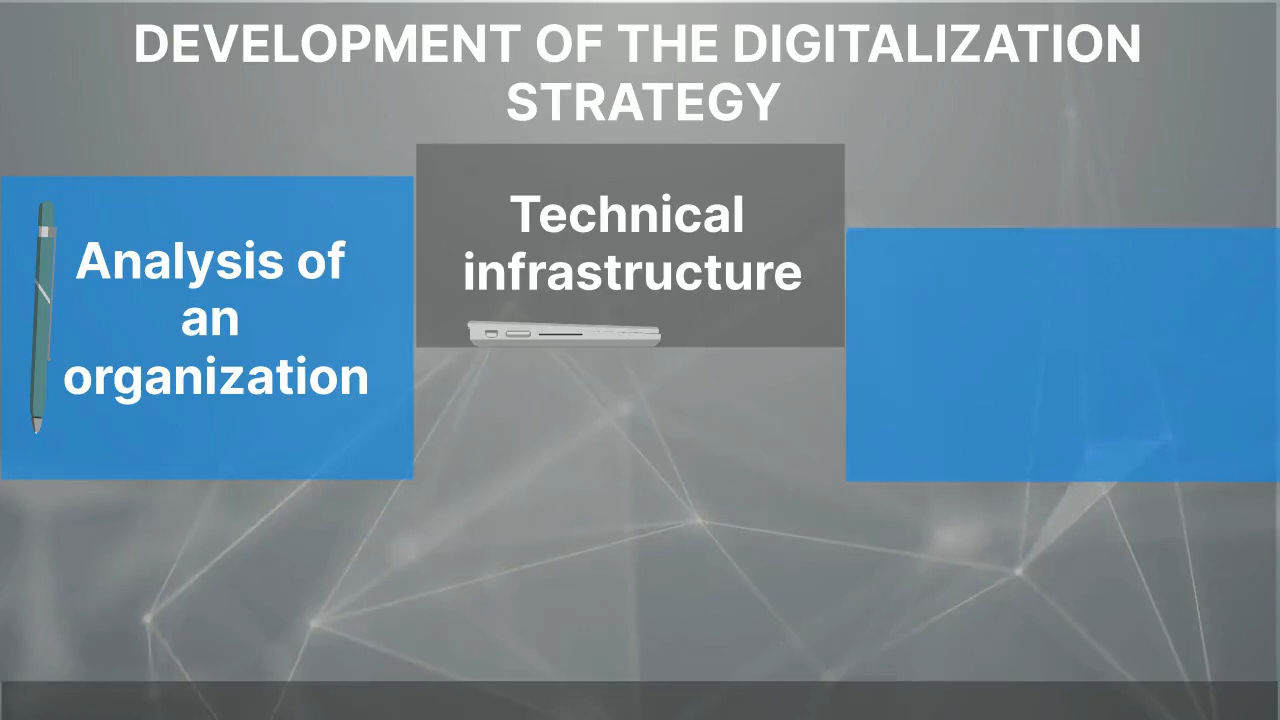 DEVELOPMENT OF THE DIGITALIZATION
STRATEGY
Analysis of
an
organization
Technical
infrastructure